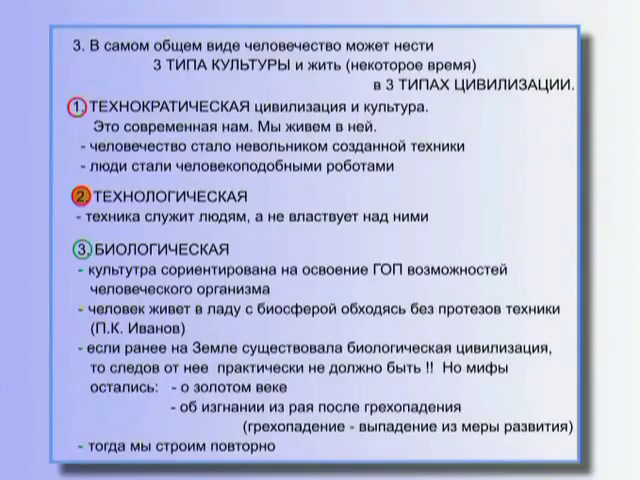 3. В самом общем виде человечество может нести
3 ТИПА КУЛЬТУРЫ и жить (некоторое время)
в 3 ТИПАХ ЦИВИЛИЗАЦИИ.
1. ТЕХНОКРАТИЧЕСКАЯ цивилизация и культура.
Это современная нам. Мы живем в ней.
- человечество стало невольником созданной техники
- люди стали человекоподобными роботами
2. ТЕХНОЛОГИЧЕСКАЯ
- техника служит людям, а не властвует над ними
3. БИОЛОГИЧЕСКАЯ
- культутра сориентирована на освоение ГОП возможностей
человеческого организма
- человек живет в ладу с биосферой обходясь без протезов техники
(П.К. Иванов)
- если ранее на Земле существовала биологическая цивилизация,
то следов от нее практически не должно быть !! Но мифы
остались: - о золотом веке
- об изгнании из рая после грехопадения
(грехопадение - выпадение из меры развития)
- тогда мы строим повторно